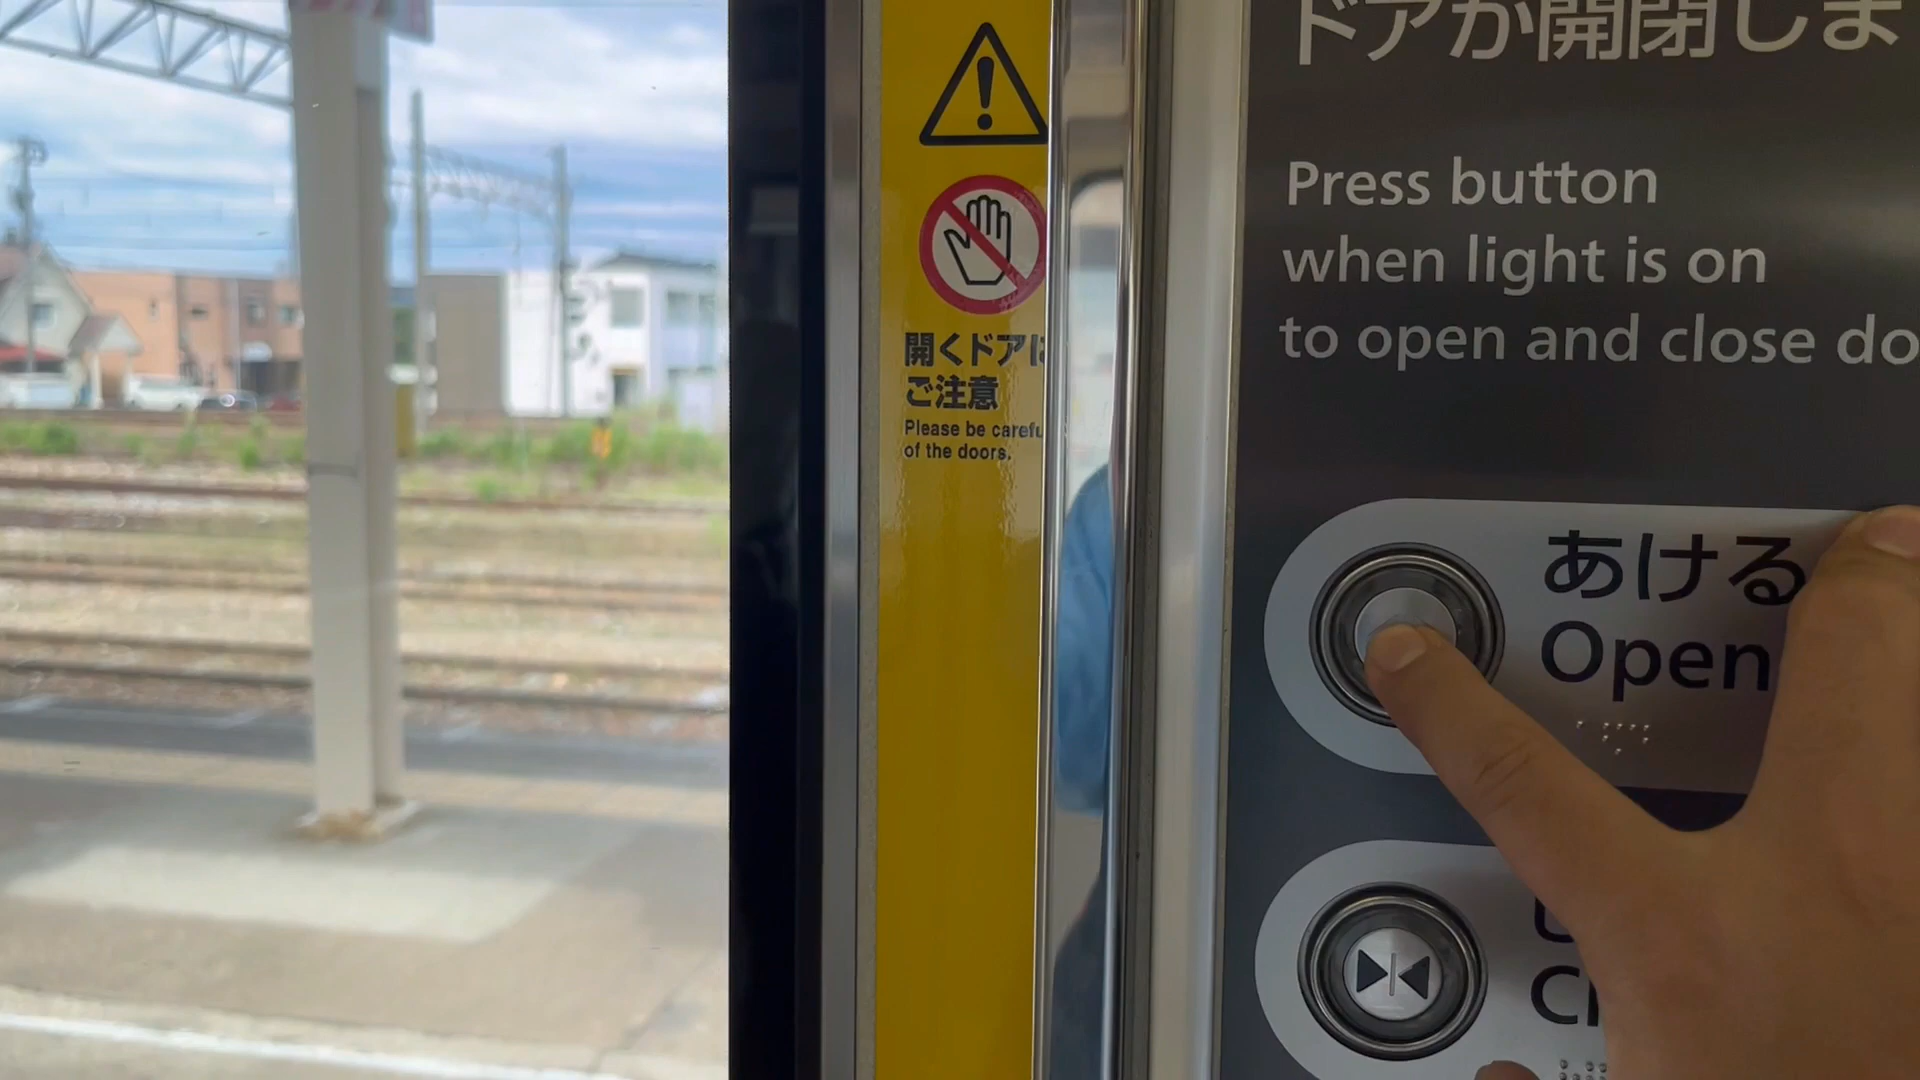 ドアが開閉しま
Press button
when light is on
to open and close do
開くドアに
ご注意
Please be carefu
of the doors.
あける
Open